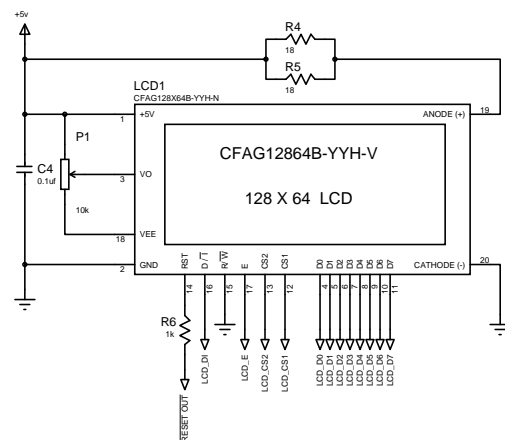 +5v
R4
18
R5
18
LCD1
CFAG128X64B-YYH-N
1
+5V
ANODE (+)
19
P1
CFAG12864B-YYH-V
C4
0.1uf
3
VO
128 X 64 LCD
10k
18
VEE
2
GND
RST
D / I
R/ W
E
CS2
CS1
D0
D1
D2
D3
D4
D5
D6
D7
CATHODE (-)
20
14
16
15
17
13
12
4
5
6
7
8
9
10
11
R6
1k
LCD_DI
LCD_E
LCD_CS2
LCD_CS1
LCD_D0
LCD_D1
LCD_D2
LCD_D3
LCD_D4
LCD_D5
LCD_D6
LCD_D7
RESET OUT